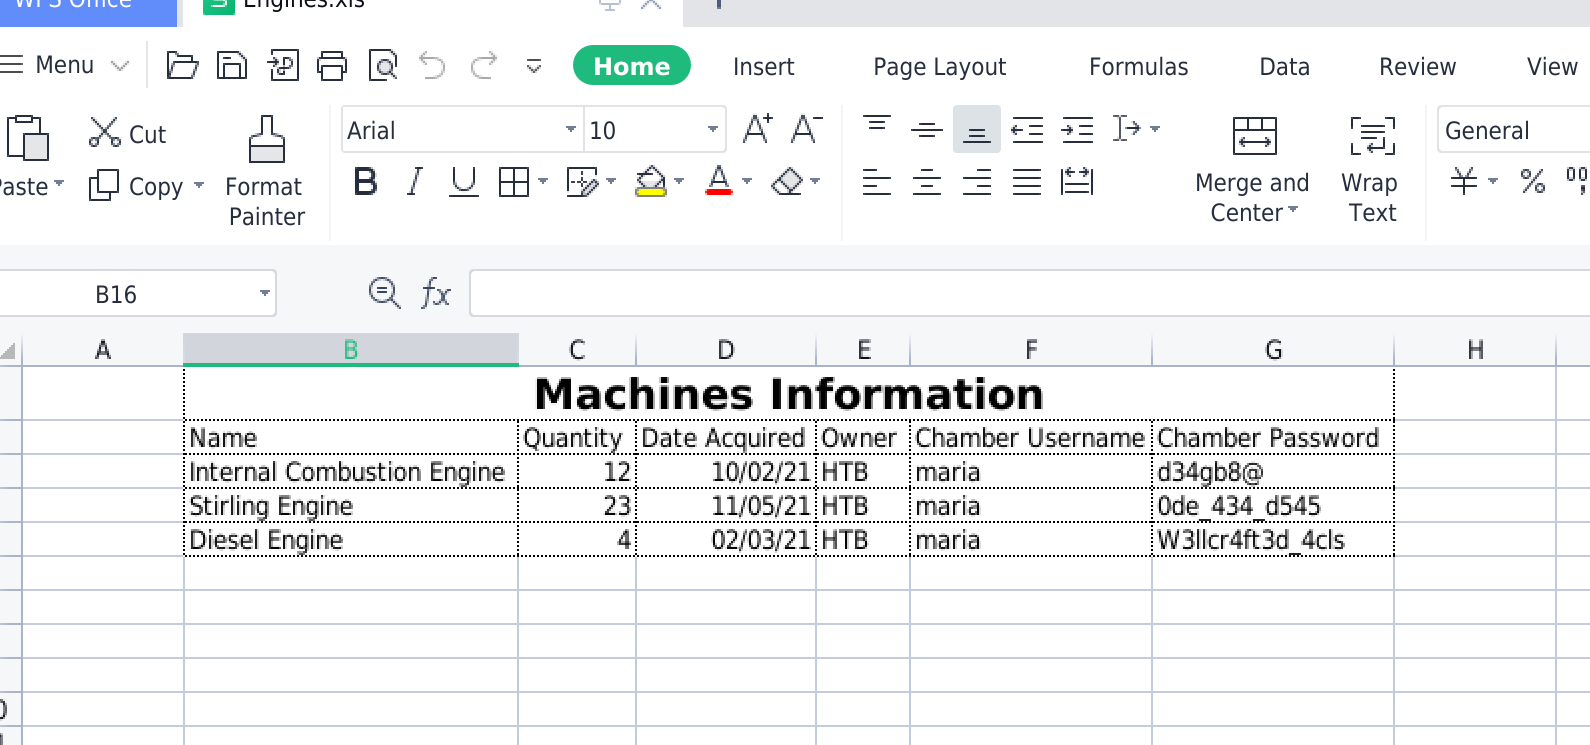 WPS Office Engines.xls
Menu Home Insert Page Layout Formulas Data Review View
Cut Arial 10 General
Paste Copy Format Painter Merge and Center Wrap Text
B16 fx
A B C D E F G H
Machines Information
Name Quantity Date Acquired Owner Chamber Username Chamber Password
Internal Combustion Engine 12 10/02/21 HTB maria d34gb8@
Stirling Engine 23 11/05/21 HTB maria 0de_434_d545
Diesel Engine 4 02/03/21 HTB maria W3llcr4ft3d_4cls